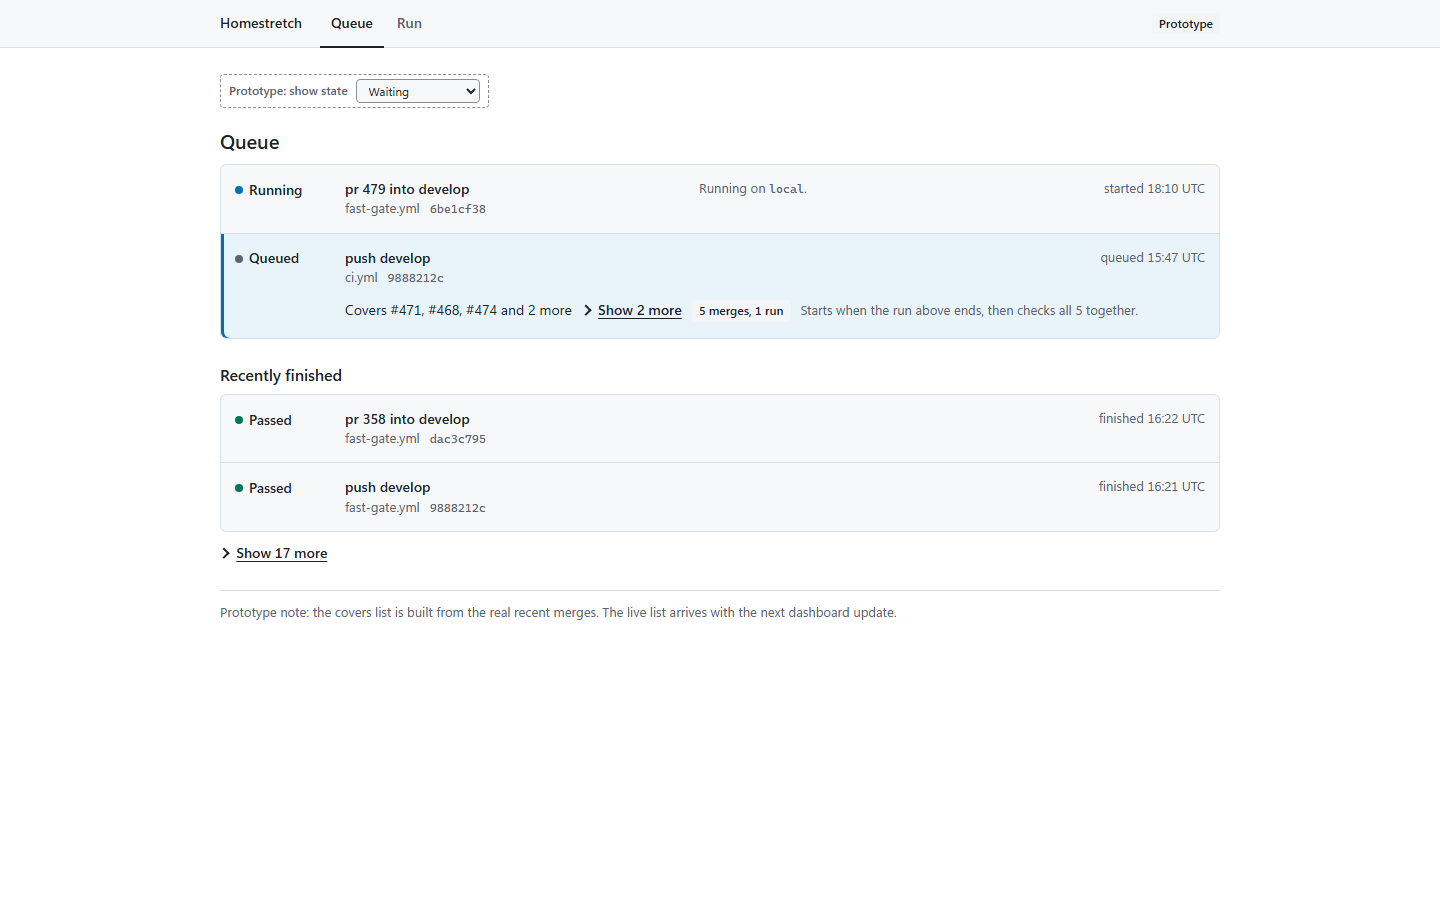 Homestretch Queue Run Prototype
Prototype: show state Waiting
Queue
Running pr 479 into develop Running on local. started 18:10 UTC
fast-gate.yml 6be1cf38
Queued push develop queued 15:47 UTC
ci.yml 9888212c
Covers #471, #468, #474 and 2 more Show 2 more 5 merges, 1 run Starts when the run above ends, then checks all 5 together.
Recently finished
Passed pr 358 into develop finished 16:22 UTC
fast-gate.yml dac3c795
Passed push develop finished 16:21 UTC
fast-gate.yml 9888212c
Show 17 more
Prototype note: the covers list is built from the real recent merges. The live list arrives with the next dashboard update.